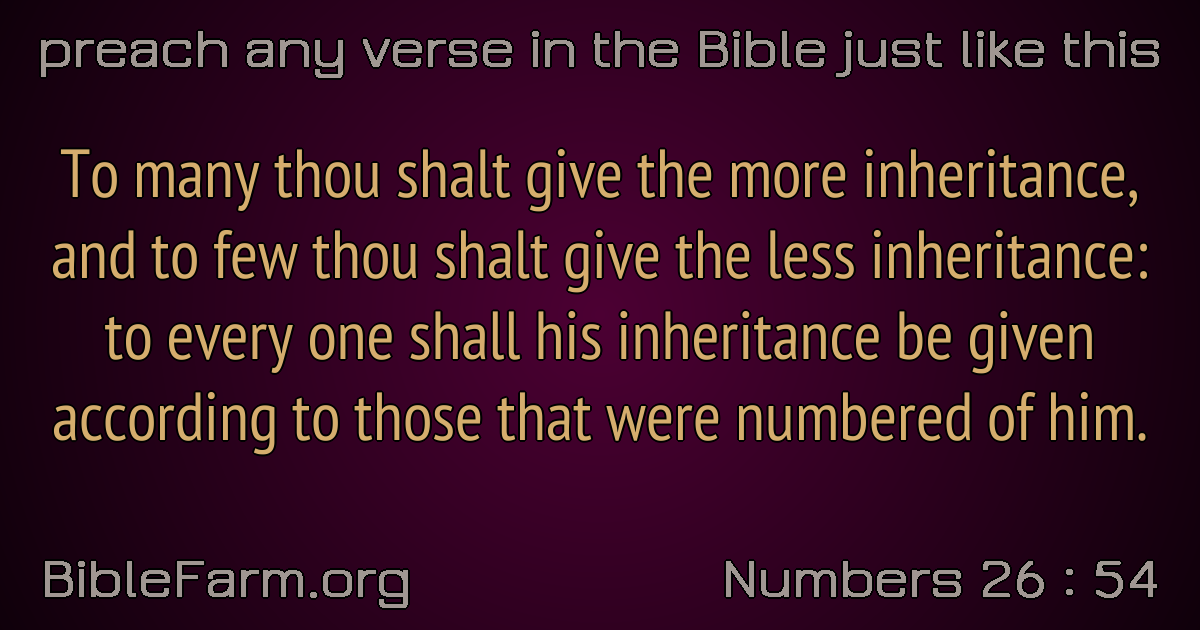 preach any verse in the Bible just like this
To many thou shalt give the more inheritance,
and to few thou shalt give the less inheritance:
to every one shall his inheritance be given
according to those that were numbered of him.
BibleFarm.org
Numbers 26 : 54